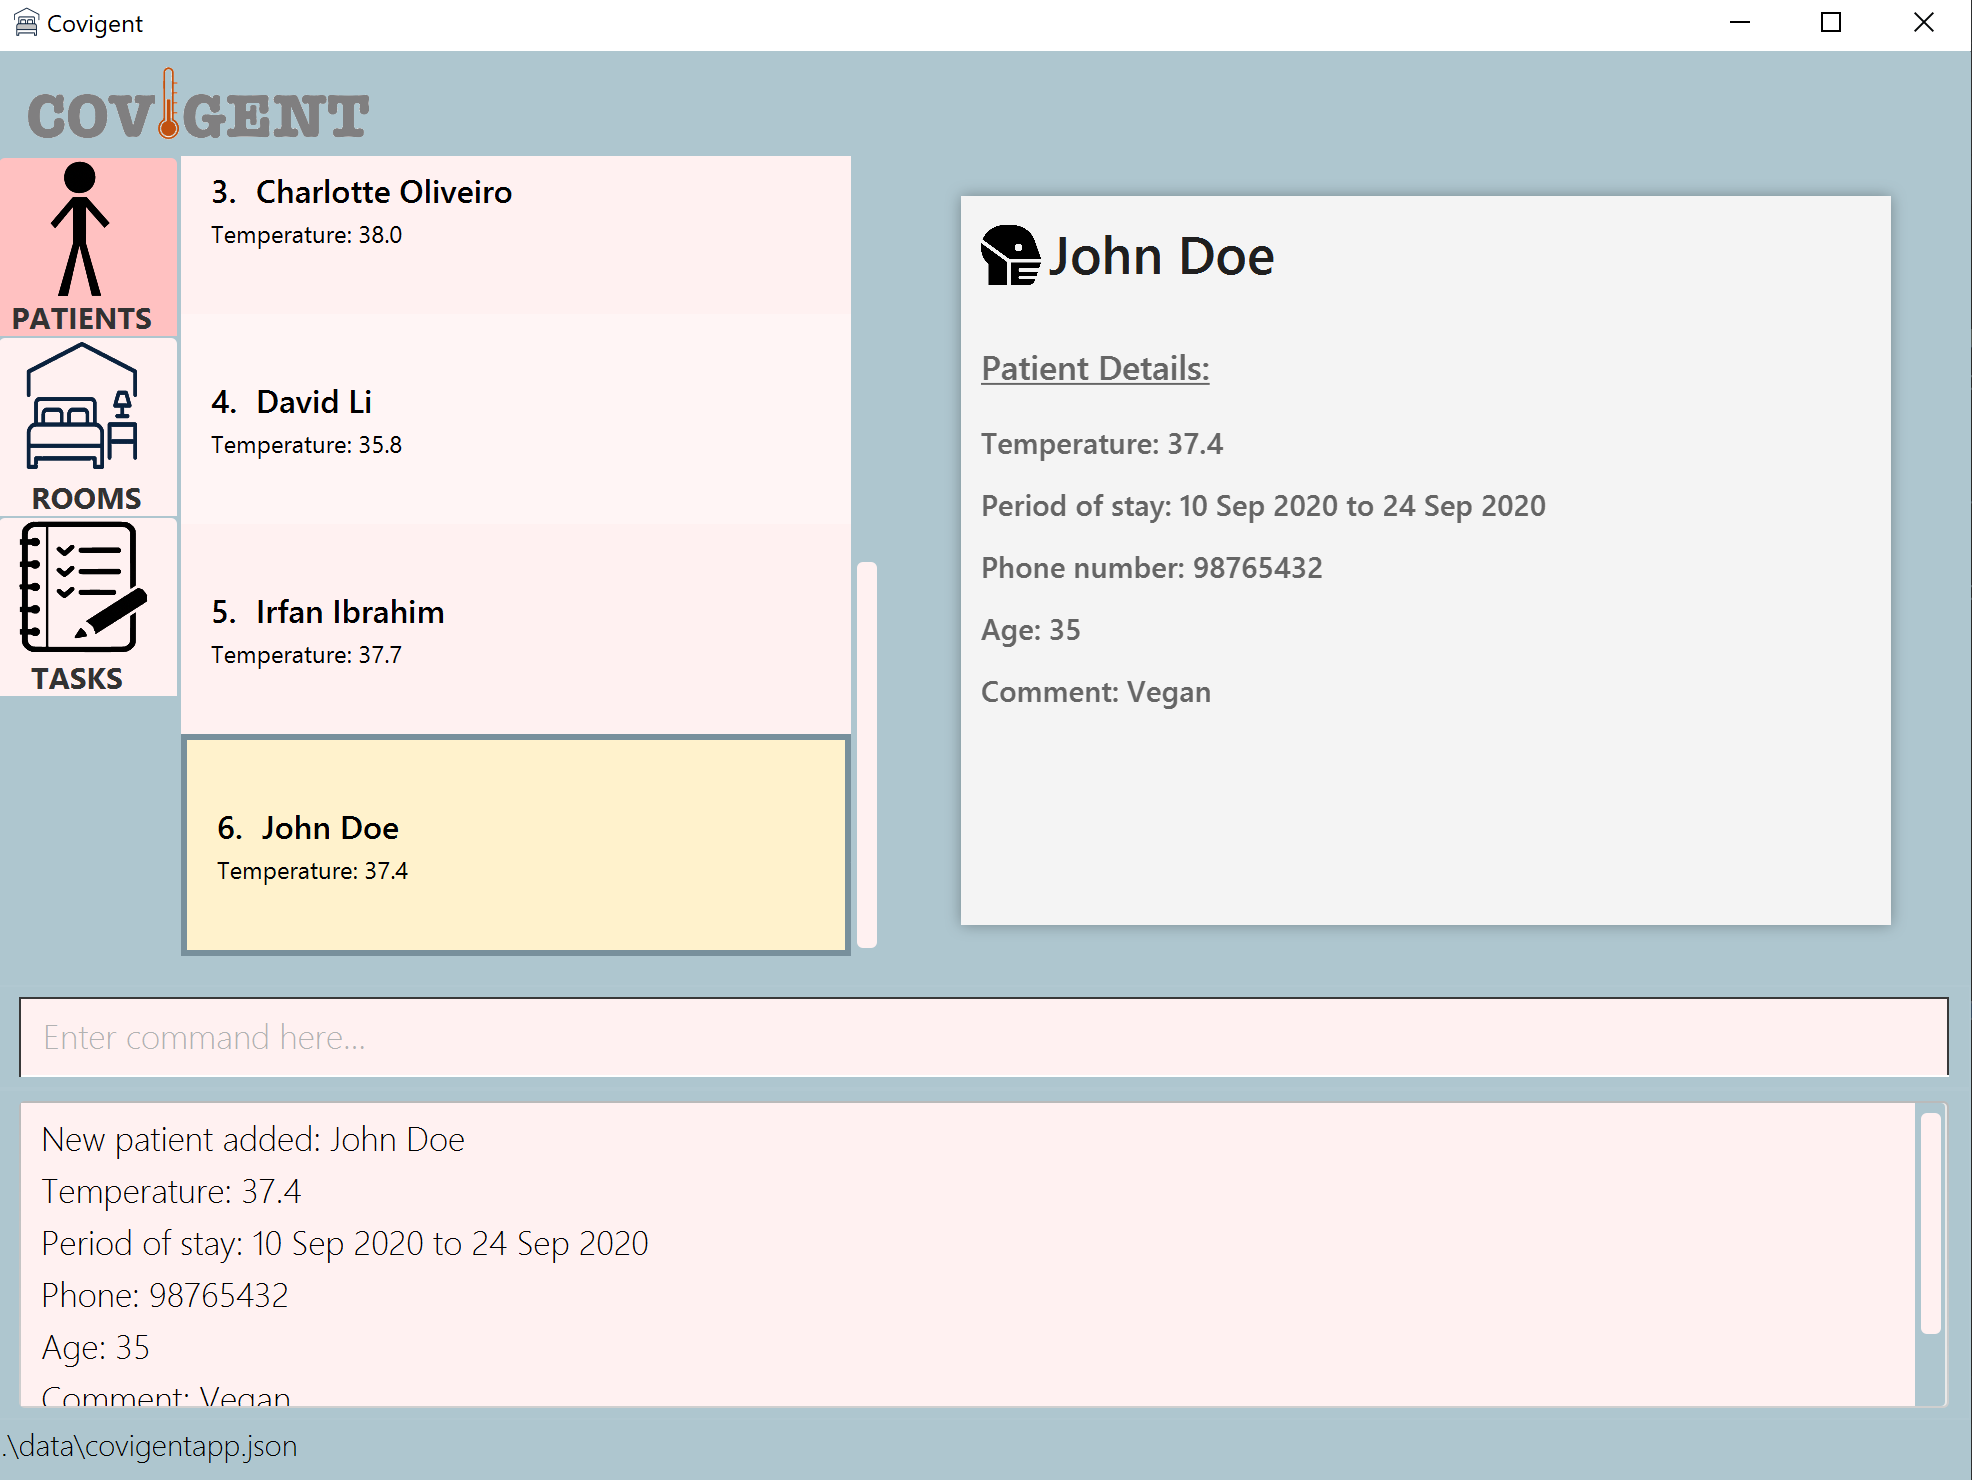 Covigent
COVIGENT
PATIENTS
ROOMS
TASKS
3. Charlotte Oliveiro
Temperature: 38.0
4. David Li
Temperature: 35.8
5. Irfan Ibrahim
Temperature: 37.7
6. John Doe
Temperature: 37.4
John Doe
Patient Details:
Temperature: 37.4
Period of stay: 10 Sep 2020 to 24 Sep 2020
Phone number: 98765432
Age: 35
Comment: Vegan
Enter command here...
New patient added: John Doe
Temperature: 37.4
Period of stay: 10 Sep 2020 to 24 Sep 2020
Phone: 98765432
Age: 35
Comment: Vegan
.\data\covigentapp.json